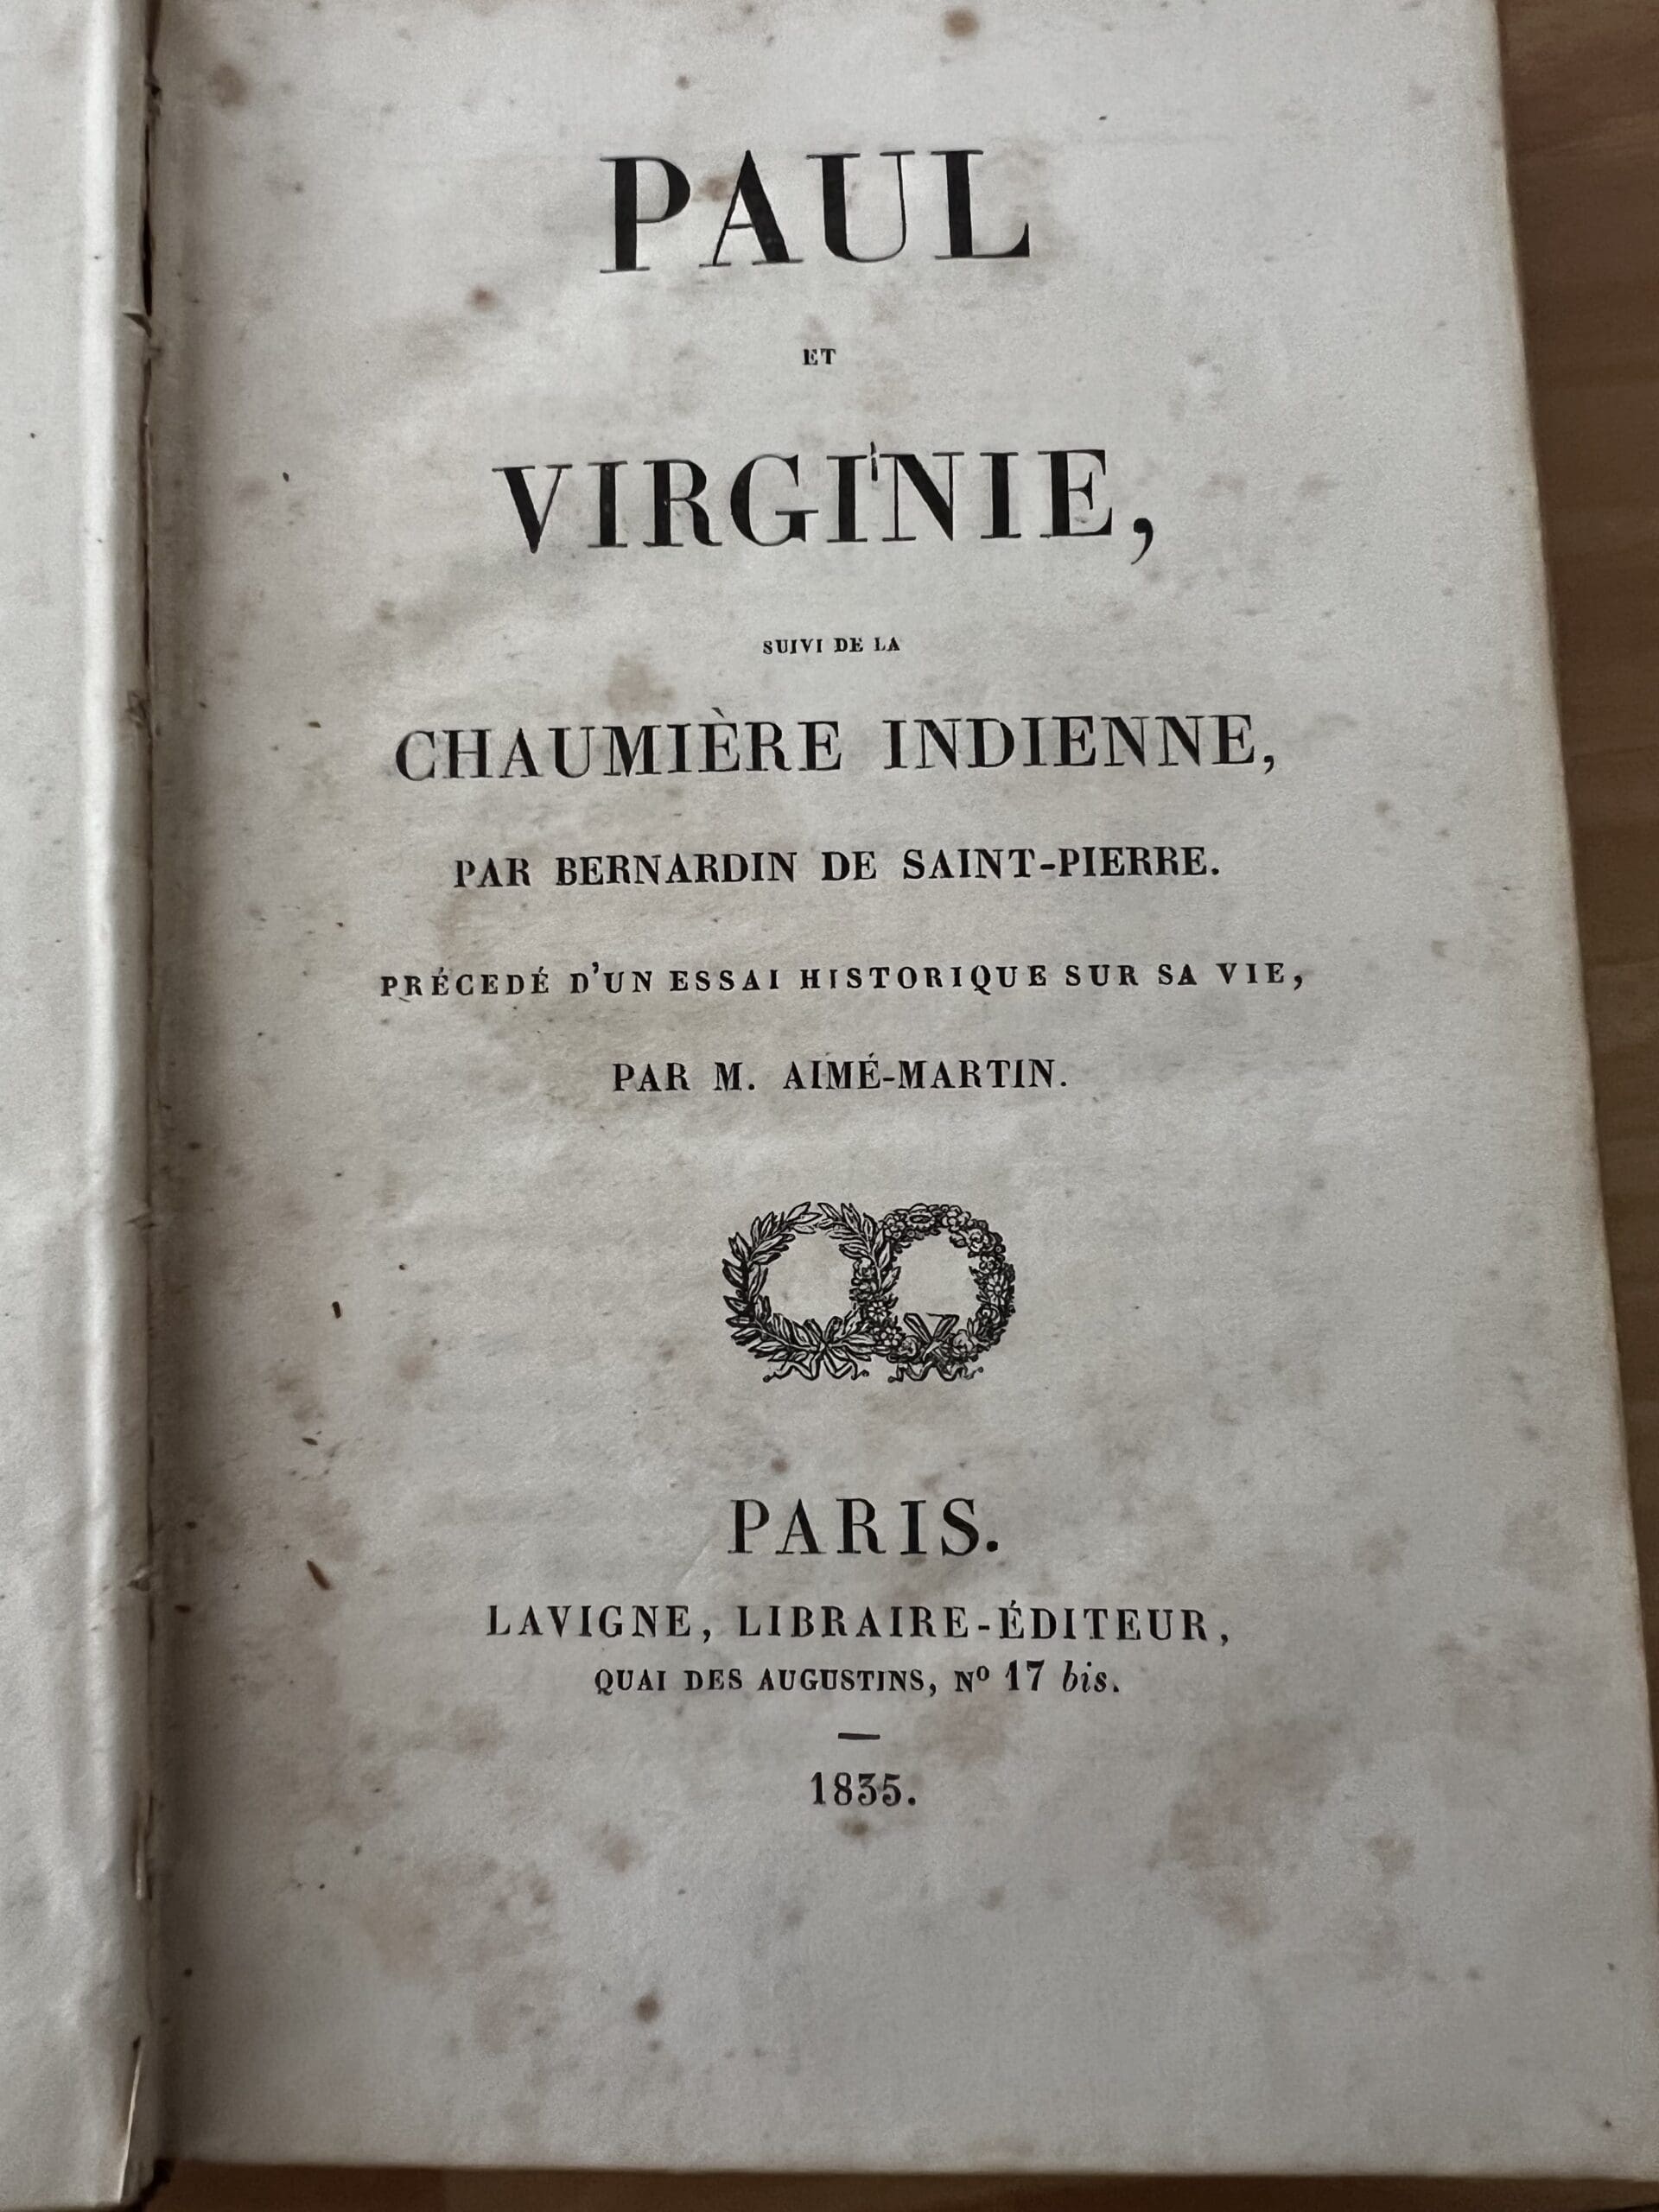 PAUL
ET
VIRGINIE,
SUIVI DE LA
CHAUMIÈRE INDIENNE,
PAR BERNARDIN DE SAINT-PIERRE.
PRÉCEDÉ D'UN ESSAI HISTORIQUE SUR SA VIE,
PAR M. AIMÉ-MARTIN.
PARIS.
LAVIGNE, LIBRAIRE-ÉDITEUR,
QUAI DES AUGUSTINS, Nº 17 bis.
—
1835.